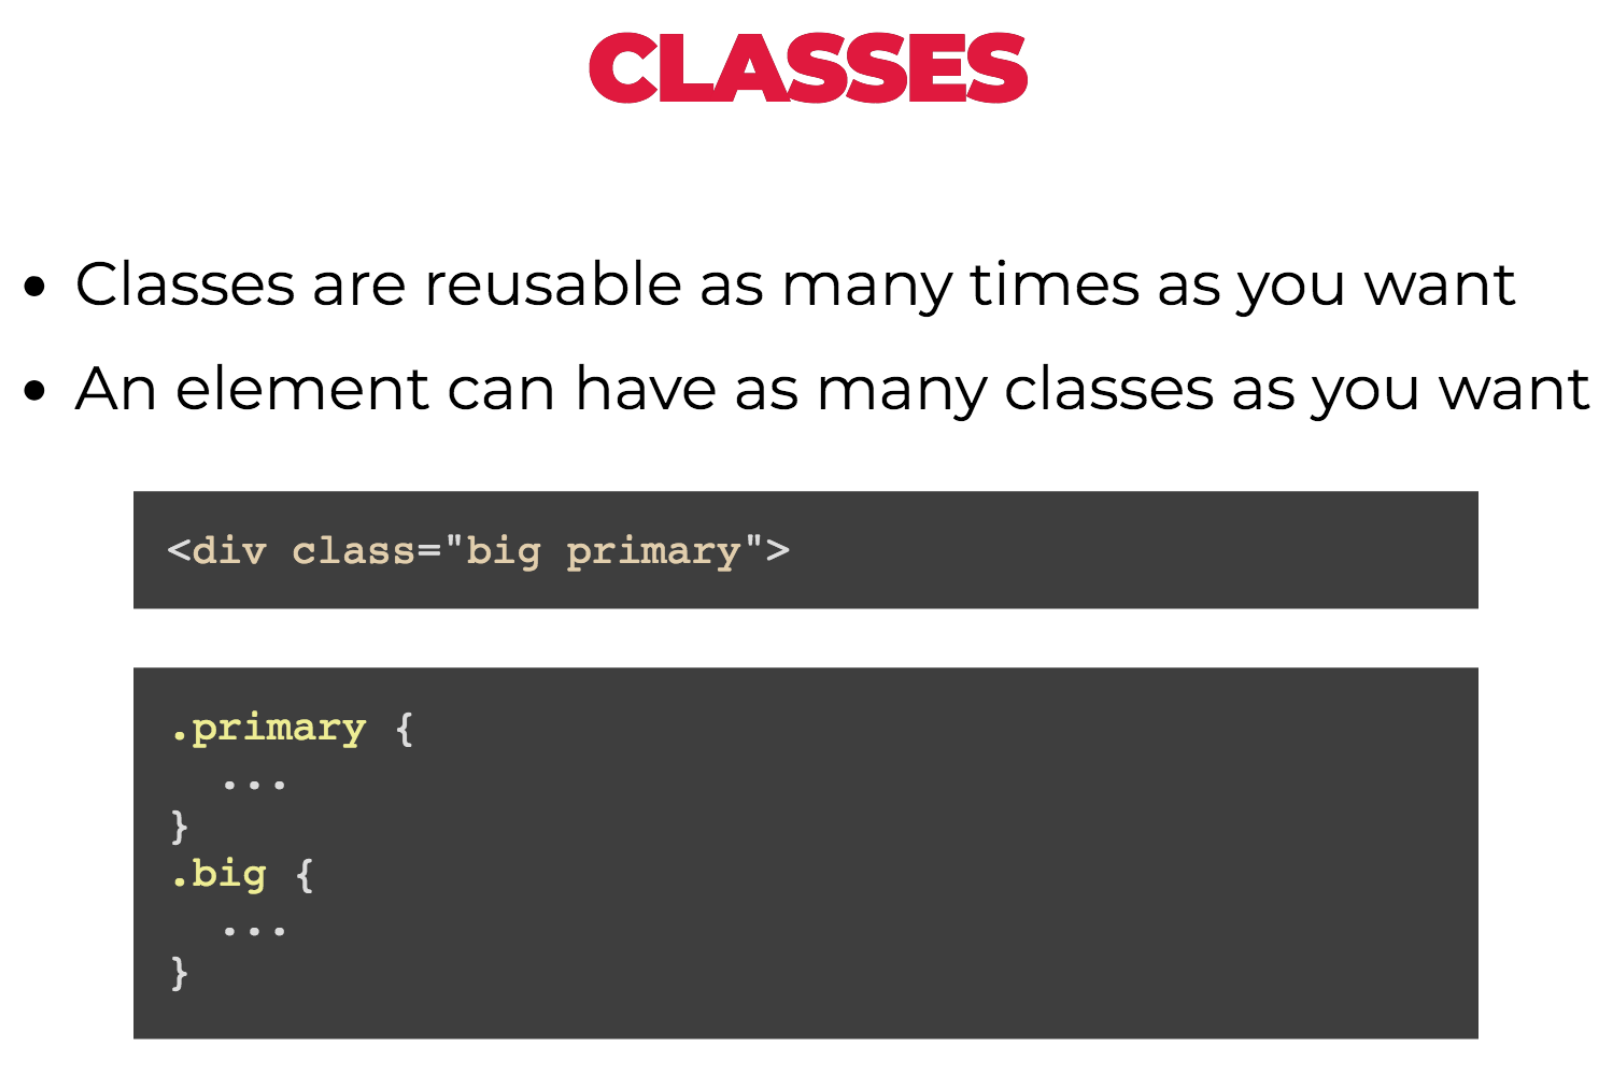 CLASSES
• Classes are reusable as many times as you want
• An element can have as many classes as you want
<div class="big primary">
.primary {
  ...
}
.big {
  ...
}